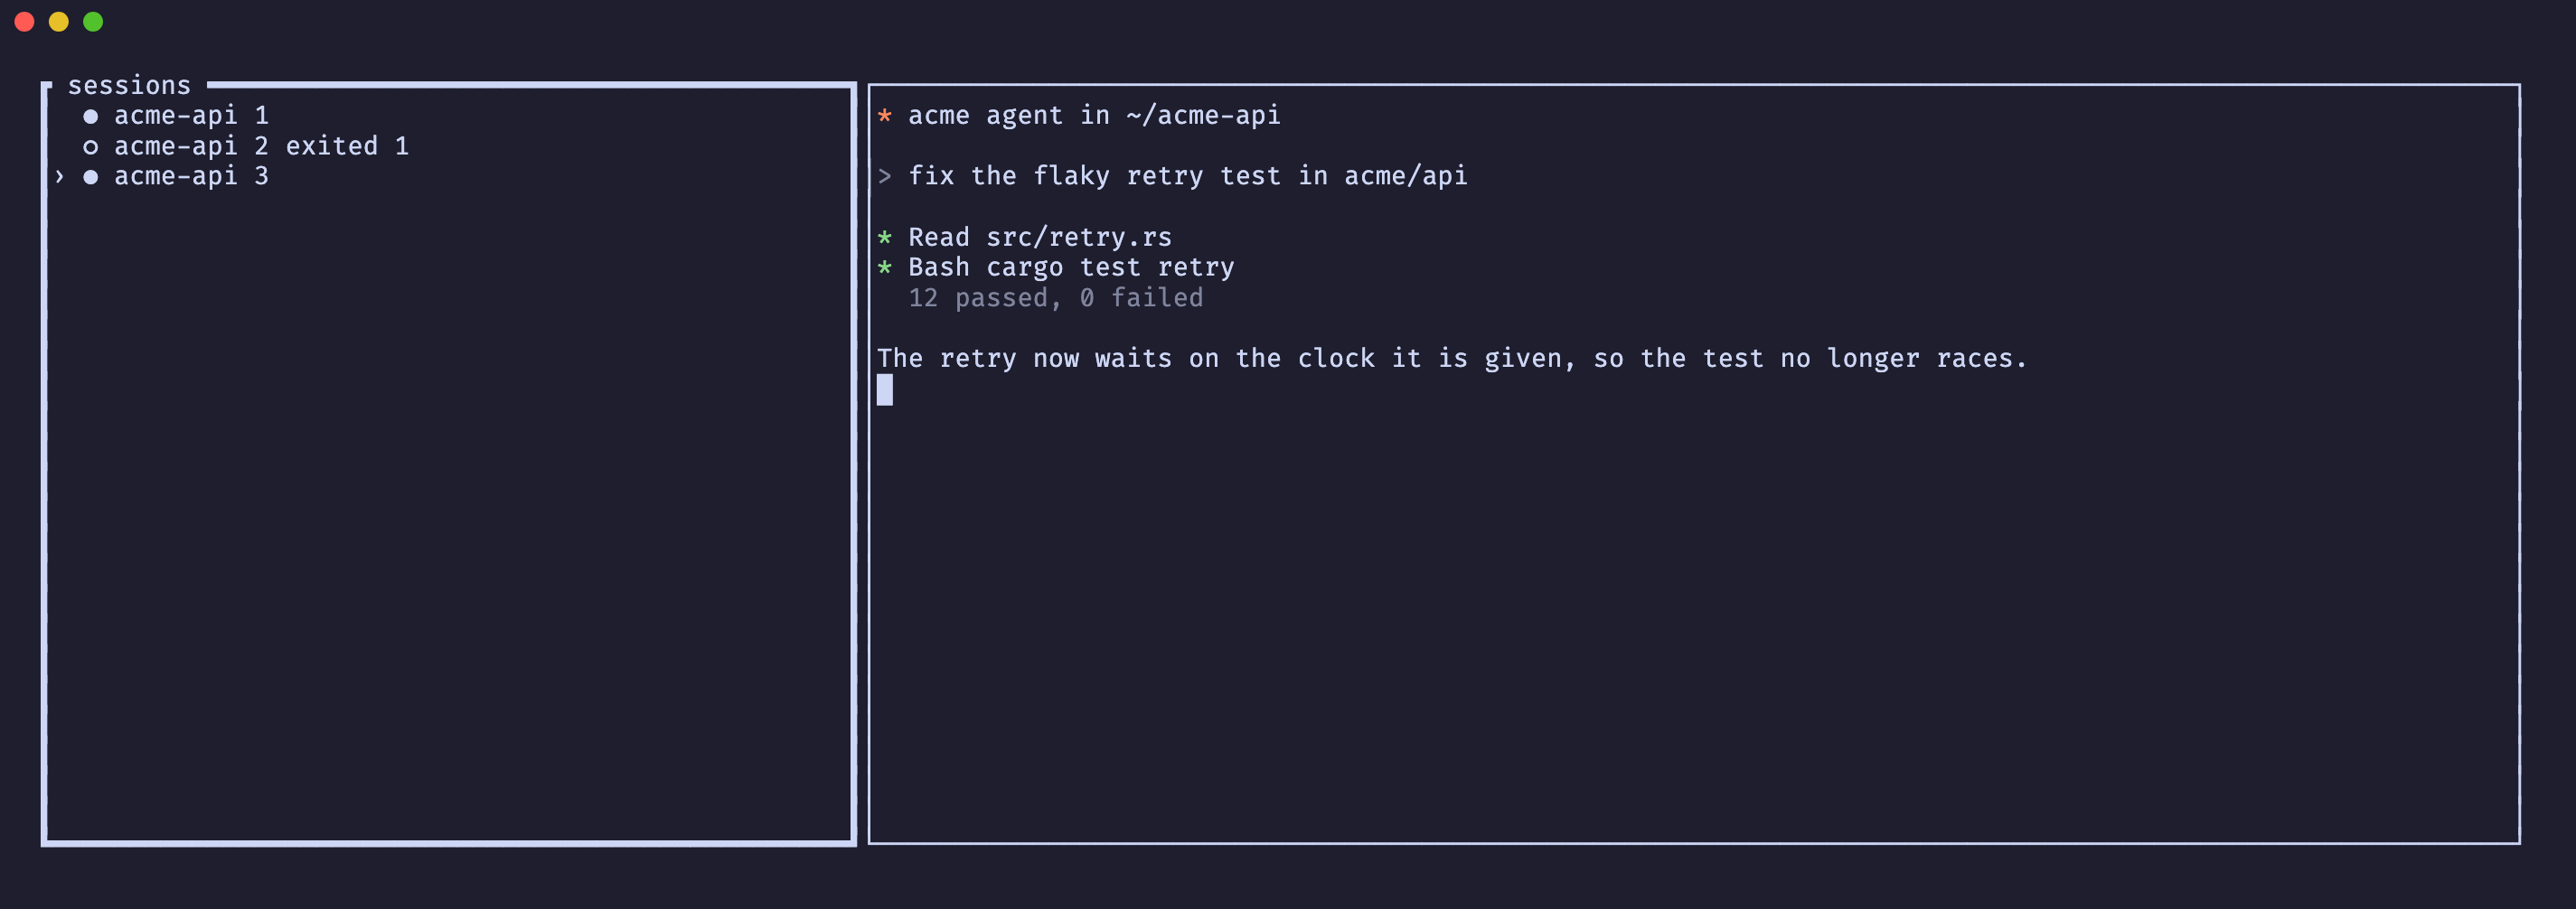 sessions
● acme-api 1
○ acme-api 2 exited 1
› ● acme-api 3
* acme agent in ~/acme-api
> fix the flaky retry test in acme/api
* Read src/retry.rs
* Bash cargo test retry
12 passed, 0 failed
The retry now waits on the clock it is given, so the test no longer races.